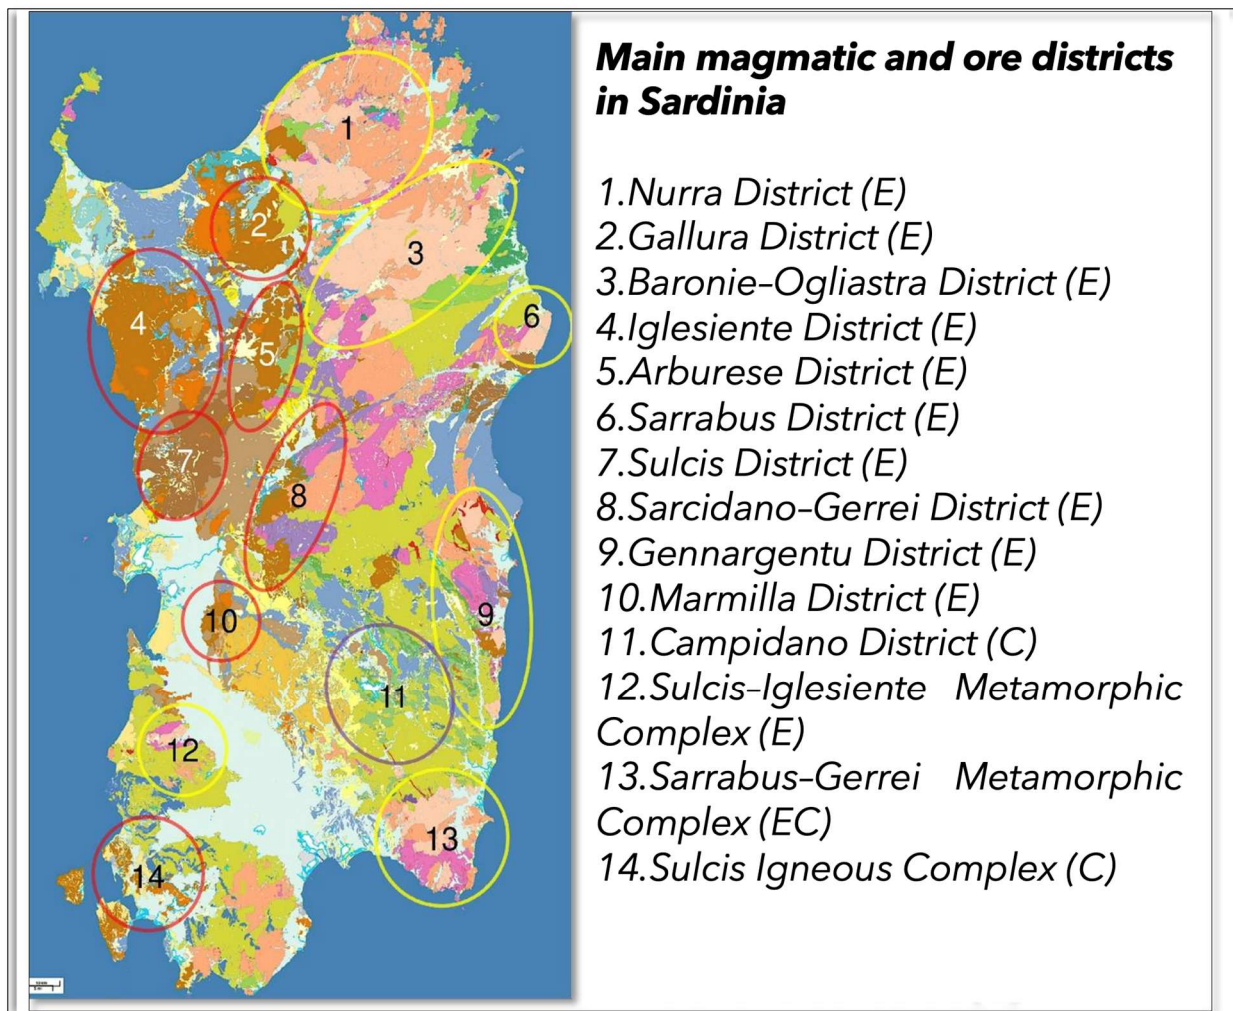 Main magmatic and ore districts
in Sardinia
1.Nurra District (E)
2.Gallura District (E)
3.Baronie–Ogliastra District (E)
4.Iglesiente District (E)
5.Arburese District (E)
6.Sarrabus District (E)
7.Sulcis District (E)
8.Sarcidano–Gerrei District (E)
9.Gennargentu District (E)
10.Marmilla District (E)
11.Campidano District (C)
12.Sulcis–Iglesiente Metamorphic
Complex (E)
13.Sarrabus–Gerrei Metamorphic
Complex (EC)
14.Sulcis Igneous Complex (C)
1
2
3
4
5
6
7
8
9
10
11
12
13
14